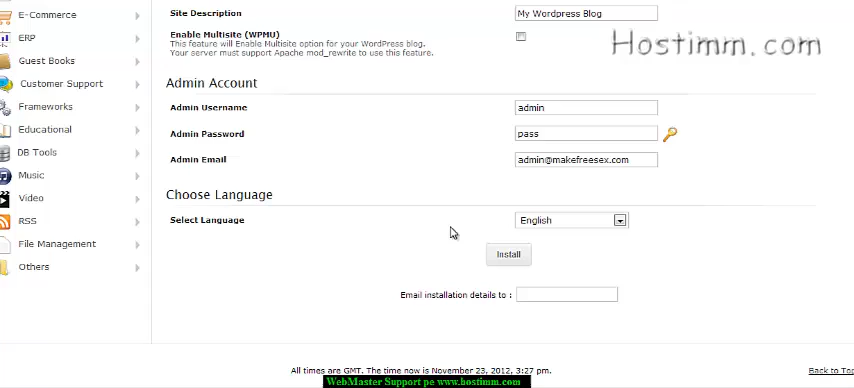 E-Commerce
ERP
Guest Books
Customer Support
Frameworks
Educational
DB Tools
Music
Video
RSS
File Management
Others
Site Description My Wordpress Blog
Enable Multisite (WPMU)
This feature will Enable Multisite option for your WordPress blog.
Your server must support Apache mod_rewrite to use this feature.
Hostimm.com
Admin Account
Admin Username admin
Admin Password pass
Admin Email admin@makefreesex.com
Choose Language
Select Language English
Install
Email installation details to :
All times are GMT. The time now is November 23, 2012, 3:27 pm.
Back to Top
WebMaster Support pe www.hostimm.com